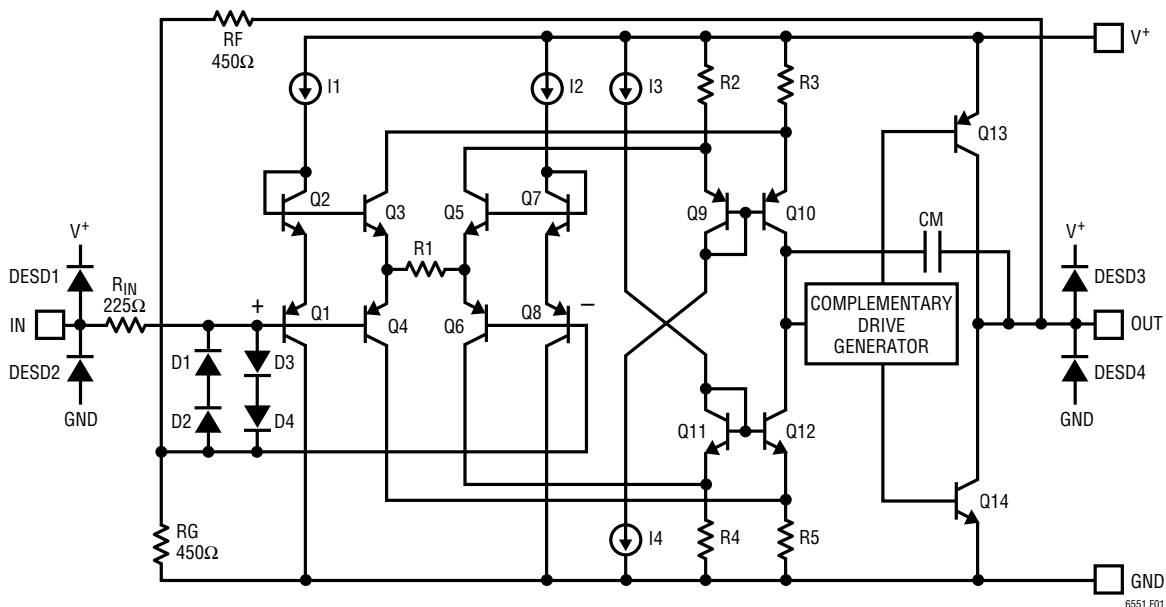 RF
450Ω
V+
I1
I2
I3
R2
R3
Q13
Q2
Q3
Q5
Q7
Q9
Q10
CM
V+
V+
DESD1
RIN
225Ω
R1
DESD3
IN
+
Q1
Q4
Q6
Q8
–
COMPLEMENTARY
DRIVE
GENERATOR
OUT
DESD2
D1
D3
DESD4
GND
D2
D4
Q11
Q12
GND
Q14
RG
450Ω
I4
R4
R5
GND
6551 F01